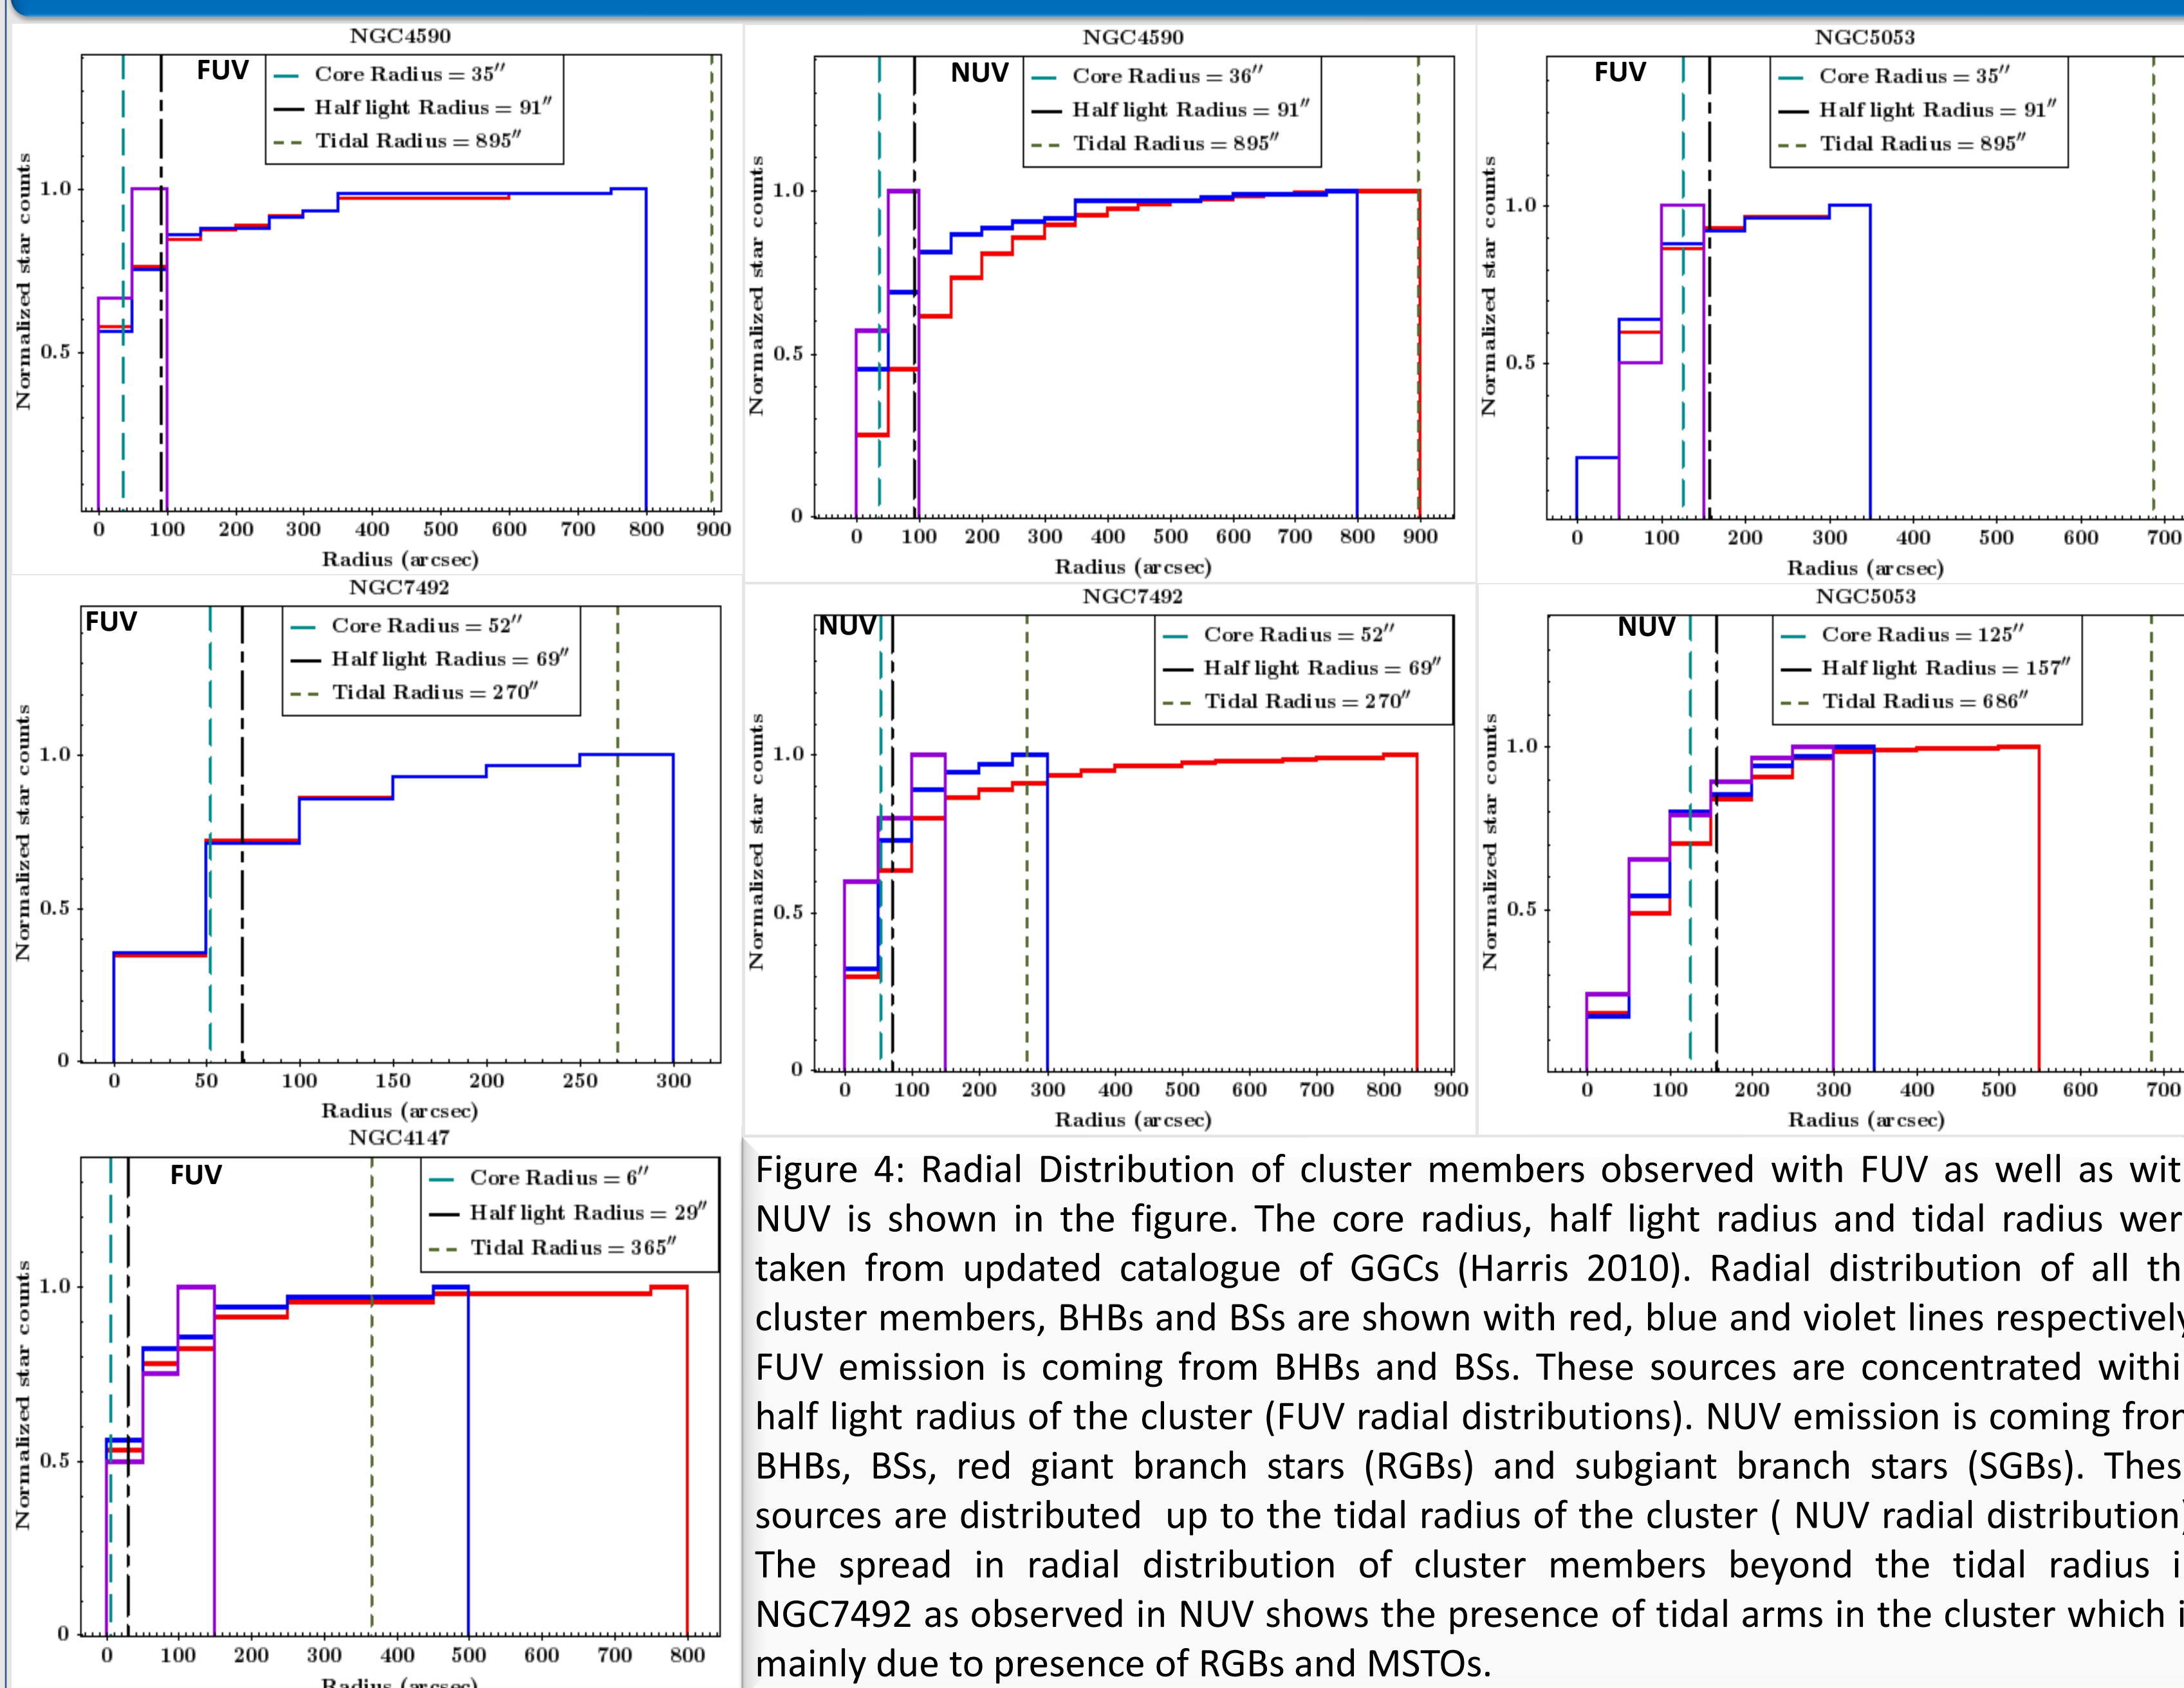 NGC4590
FUV
Core Radius = 35″
Half light Radius = 91″
Tidal Radius = 895″
Normalized star counts
1.0
0.5
0 100 200 300 400 500 600 700 800 900
Radius (arcsec)
NGC4590
NUV
Core Radius = 36″
Half light Radius = 91″
Tidal Radius = 895″
Normalized star counts
1.0
0.5
0
0 100 200 300 400 500 600 700 800 900
Radius (arcsec)
NGC5053
FUV
Core Radius = 35″
Half light Radius = 91″
Tidal Radius = 895″
Normalized star counts
1.0
0.5
0 100 200 300 400 500 600 700
Radius (arcsec)
NGC7492
FUV
Core Radius = 52″
Half light Radius = 69″
Tidal Radius = 270″
Normalized star counts
1.0
0.5
0
0 50 100 150 200 250 300
Radius (arcsec)
NGC7492
NUV
Core Radius = 52″
Half light Radius = 69″
Tidal Radius = 270″
Normalized star counts
1.0
0.5
0
0 100 200 300 400 500 600 700 800 900
Radius (arcsec)
NGC5053
NUV
Core Radius = 125″
Half light Radius = 157″
Tidal Radius = 686″
Normalized star counts
1.0
0.5
0 100 200 300 400 500 600 700
Radius (arcsec)
NGC4147
FUV
Core Radius = 6″
Half light Radius = 29″
Tidal Radius = 365″
Normalized star counts
1.0
0.5
0
0 100 200 300 400 500 600 700 800
Radius (arcsec)
Figure 4: Radial Distribution of cluster members observed with FUV as well as wit
NUV is shown in the figure. The core radius, half light radius and tidal radius wer
taken from updated catalogue of GGCs (Harris 2010). Radial distribution of all th
cluster members, BHBs and BSs are shown with red, blue and violet lines respectively
FUV emission is coming from BHBs and BSs. These sources are concentrated withi
half light radius of the cluster (FUV radial distributions). NUV emission is coming from
BHBs, BSs, red giant branch stars (RGBs) and subgiant branch stars (SGBs). Thes
sources are distributed up to the tidal radius of the cluster ( NUV radial distribution)
The spread in radial distribution of cluster members beyond the tidal radius i
NGC7492 as observed in NUV shows the presence of tidal arms in the cluster which i
mainly due to presence of RGBs and MSTOs.